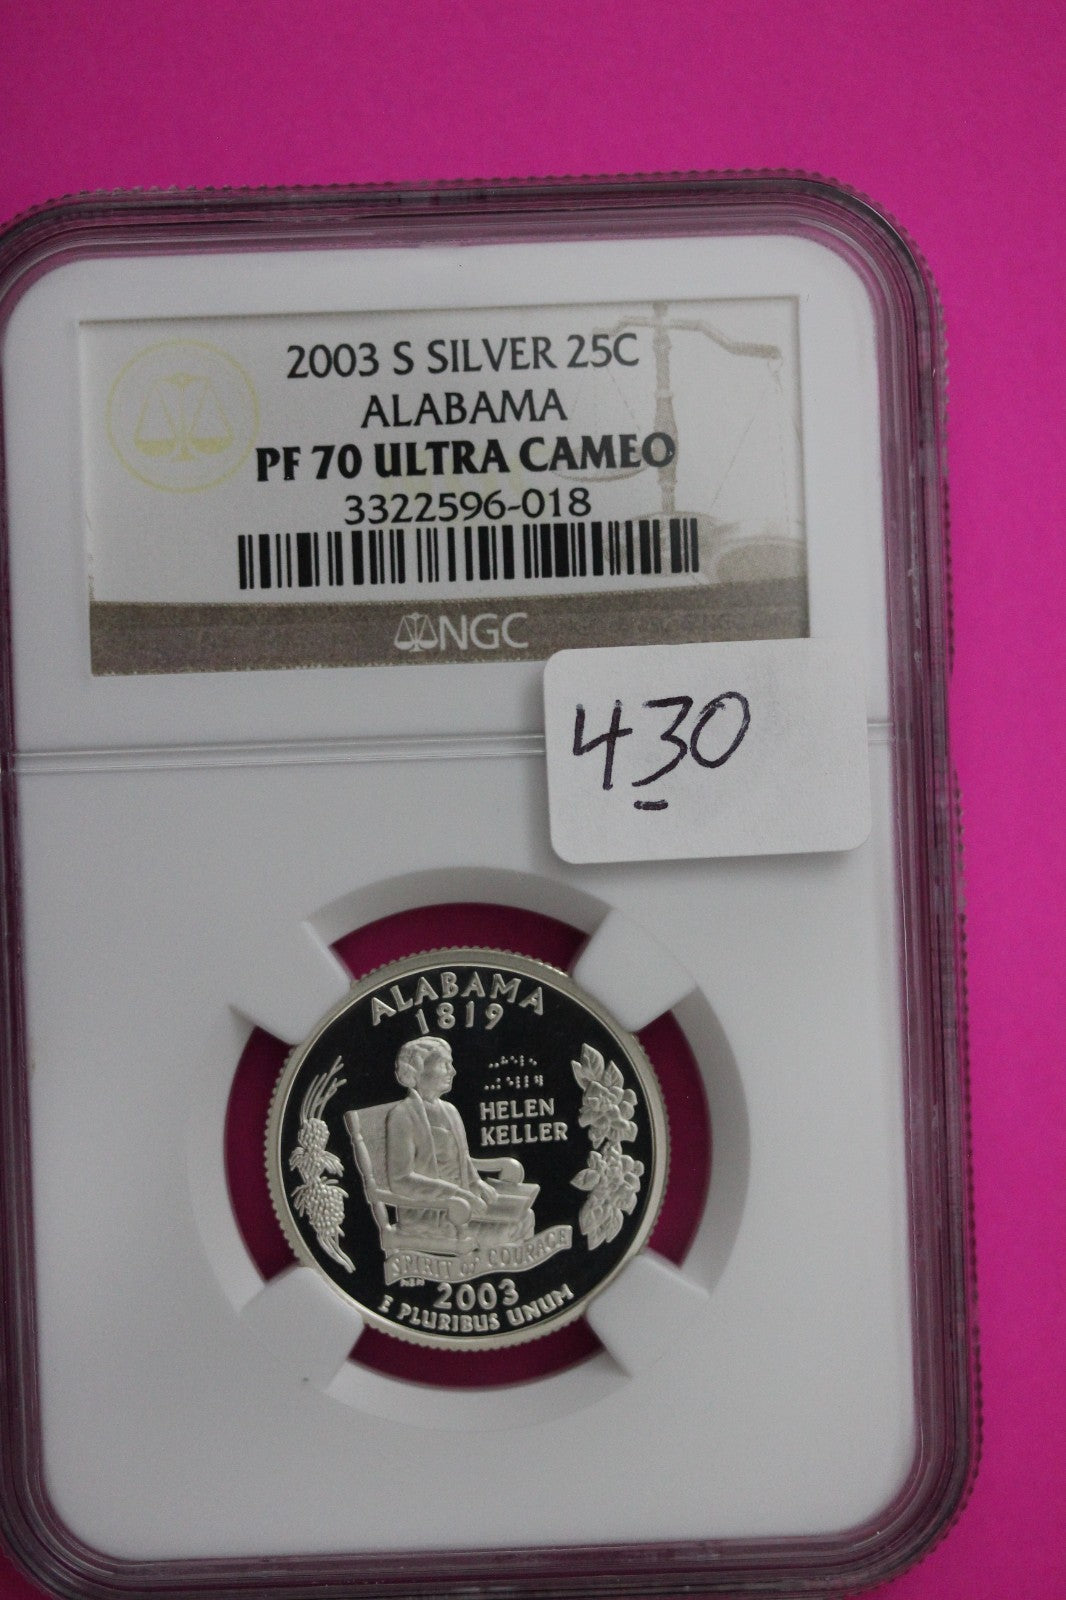 2003 S SILVER 25C
ALABAMA
PF 70 ULTRA CAMEO
3322596-018
NGC
430
ALABAMA
1819
HELEN
KELLER
SPIRIT of COURAGE
2003
E PLURIBUS UNUM